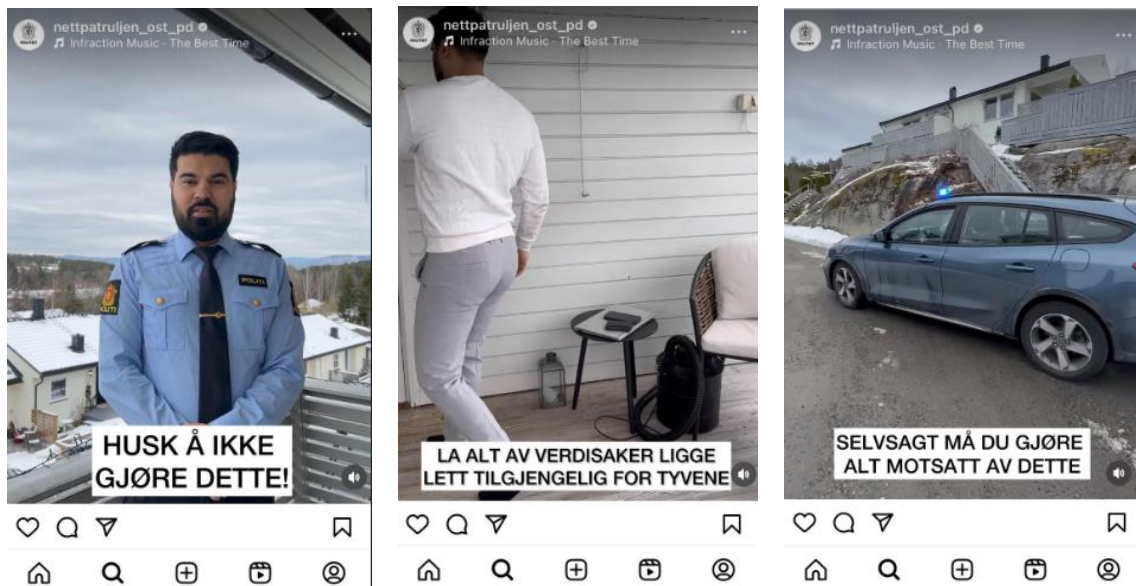 nettpatruljen_ost_pd
Infraction Music · The Best Time
POLITI
HUSK Å IKKE
GJØRE DETTE!
nettpatruljen_ost_pd
Infraction Music · The Best Time
LA ALT AV VERDISAKER LIGGE
LETT TILGJENGELIG FOR TYVENE
nettpatruljen_ost_pd
Infraction Music · The Best Time
SELVSAGT MÅ DU GJØRE
ALT MOTSATT AV DETTE